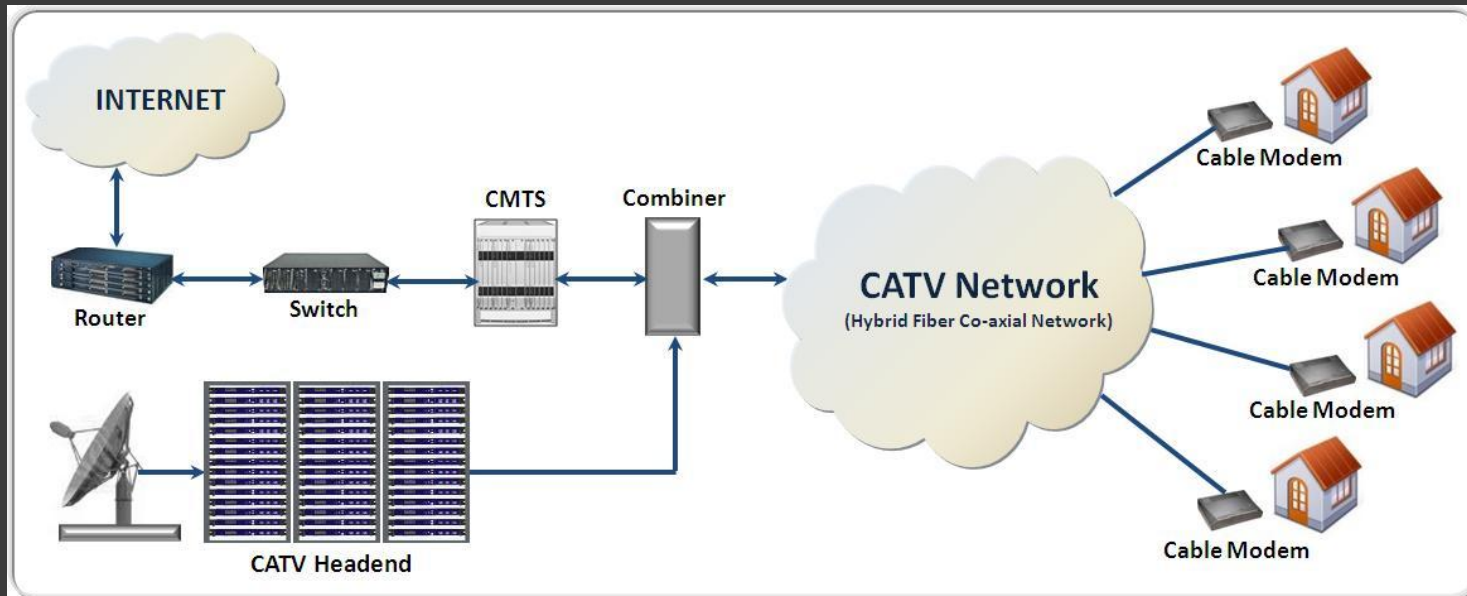 INTERNET
CMTS
Combiner
Router
Switch
CATV Headend
CATV Network
(Hybrid Fiber Co-axial Network)
Cable Modem
Cable Modem
Cable Modem
Cable Modem